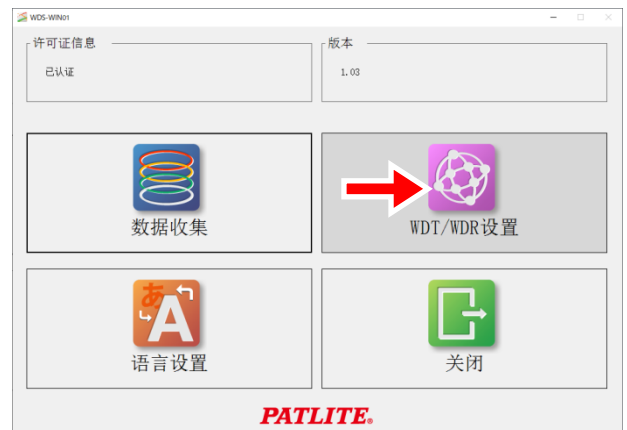 WDS-WIN01
许可证信息
已认证
版本
1.03
数据收集
WDT/WDR设置
あ
A
语言设置
关闭
PATLITE®